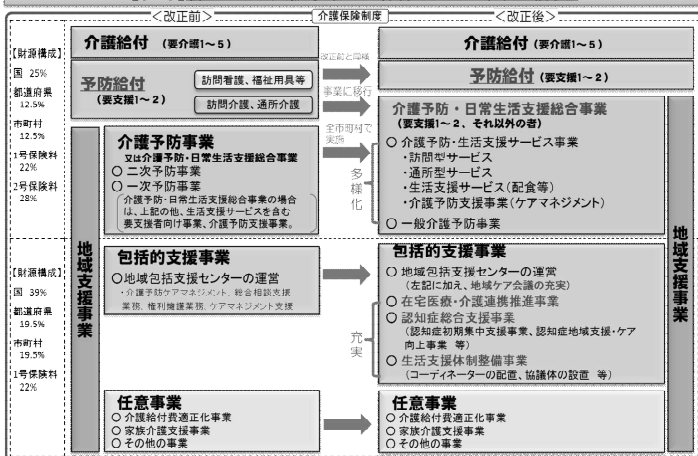 <改正前>
介護保険制度
<改正後>
【財源構成】
国 25%
都道府県
12.5%
市町村
12.5%
1号保険料
22%
2号保険料
28%
介護給付 (要介護1~5)
予防給付
(要支援1~2)
訪問看護、福祉用具等
訪問介護、通所介護
改正前と同様
事業に移行
全市町村で
実施
多
様
化
介護予防事業
又は介護予防・日常生活支援総合事業
○ 二次予防事業
○ 一次予防事業
介護予防・日常生活支援総合事業の場合
は、上記の他、生活支援サービスを含む
要支援者向け事業、介護予防支援事業。
介護給付 (要介護1~5)
予防給付 (要支援1~2)
介護予防・日常生活支援総合事業
(要支援1~2、それ以外の者)
○ 介護予防・生活支援サービス事業
・訪問型サービス
・通所型サービス
・生活支援サービス(配食等)
・介護予防支援事業(ケアマネジメント)
○ 一般介護予防事業
地域支援事業
【財源構成】
国 39%
都道府県
19.5%
市町村
19.5%
1号保険料
22%
包括的支援事業
○地域包括支援センターの運営
・介護予防ケアマネジメント、総合相談支援
業務、権利擁護業務、ケアマネジメント支援
充
実
包括的支援事業
○ 地域包括支援センターの運営
(左記に加え、地域ケア会議の充実)
○ 在宅医療・介護連携推進事業
○ 認知症総合支援事業
(認知症初期集中支援事業、認知症地域支援・ケア
向上事業 等)
○ 生活支援体制整備事業
(コーディネーターの配置、協議体の設置 等)
地域支援事業
任意事業
○ 介護給付費適正化事業
○ 家族介護支援事業
○ その他の事業
任意事業
○ 介護給付費適正化事業
○ 家族介護支援事業
○ その他の事業